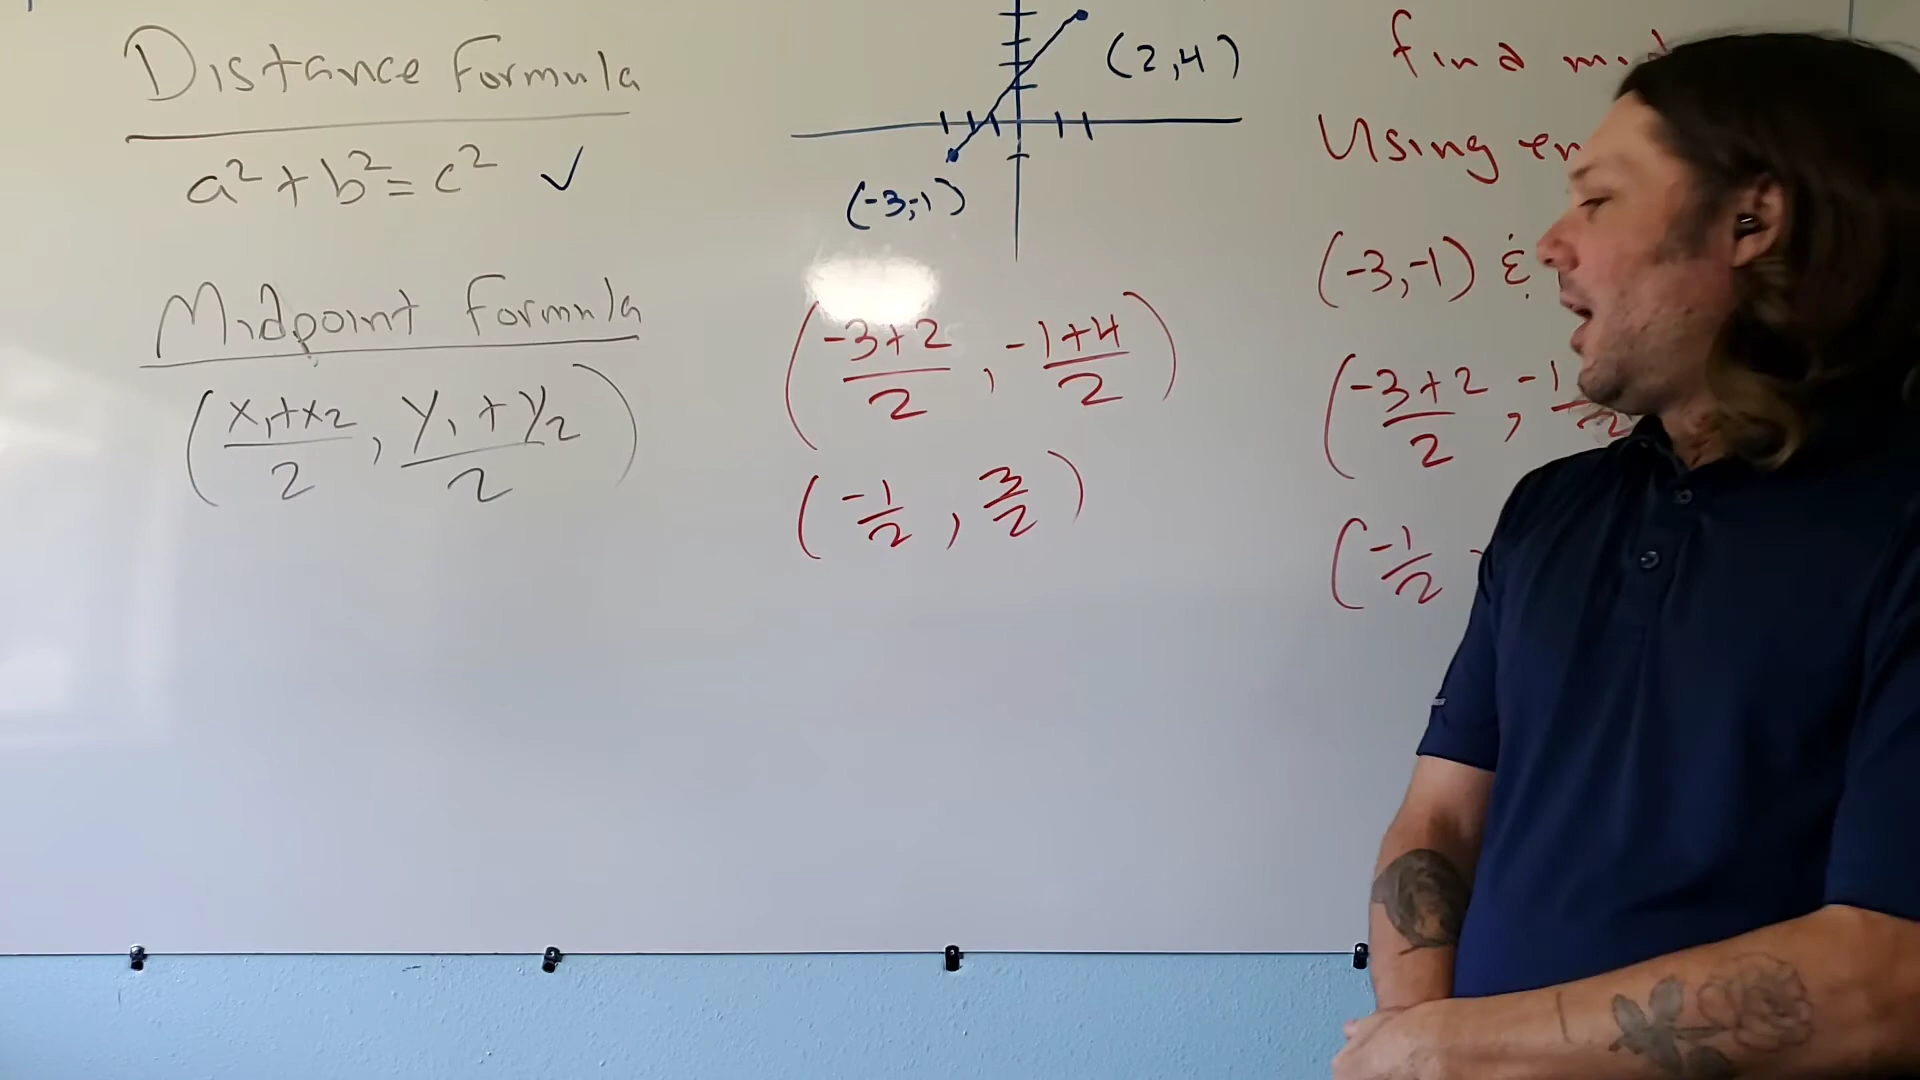 Distance Formula
a² + b² = c² ✓
Midpoint Formula
(x₁+x₂/2, y₁+y₂/2)
(2,4)
(-3,-1)
(-3+2/2, -1+4/2)
(-1/2, 3/2)
find
Using
(-3,-1) &
(-3+2/2, -1
(-1/2